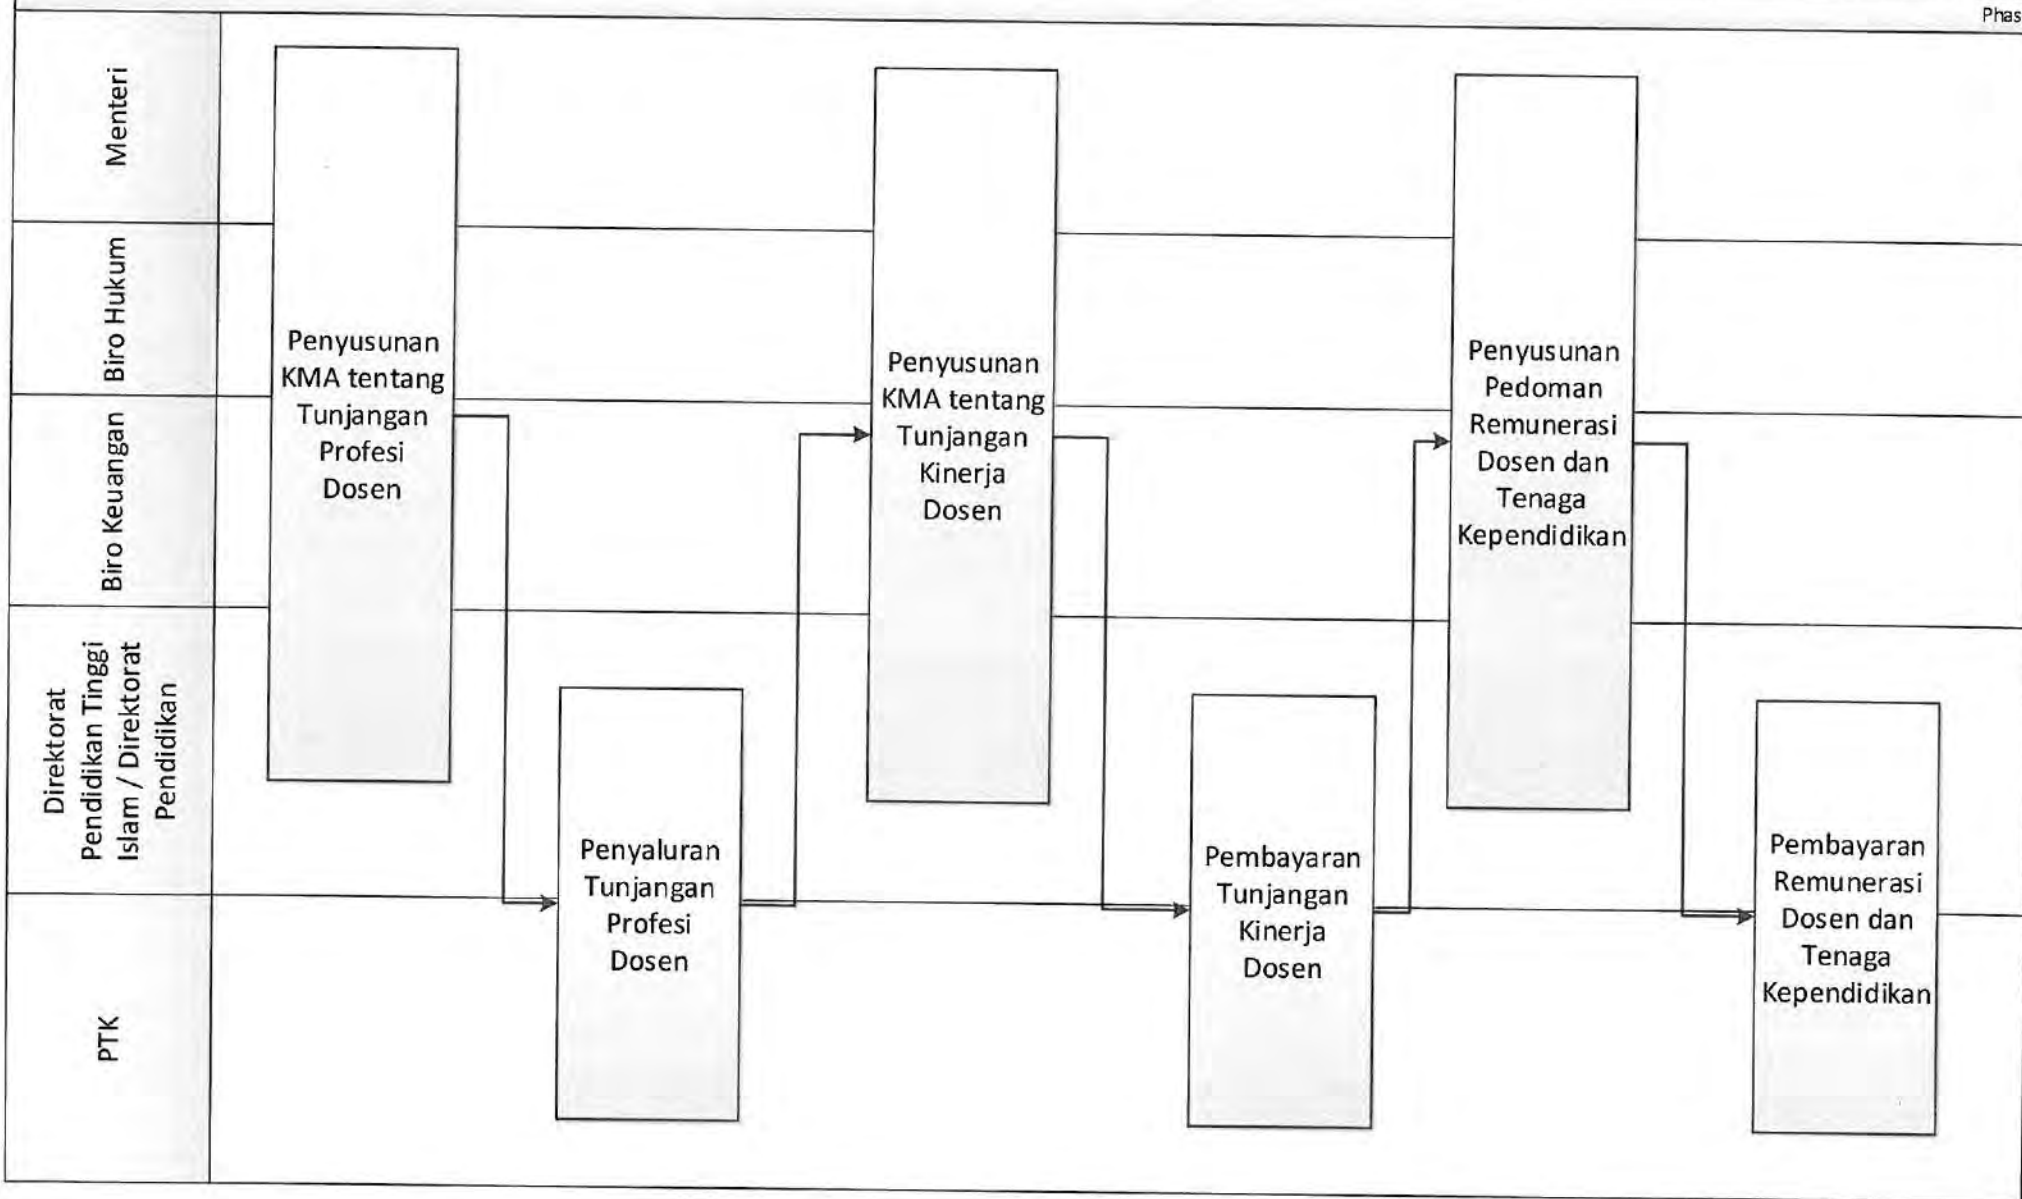 Phas
Menteri
Biro Hukum
Biro Keuangan
Direktorat
Pendidikan Tinggi
Islam / Direktorat
Pendidikan
PTK
Penyusunan
KMA tentang
Tunjangan
Profesi
Dosen
Penyaluran
Tunjangan
Profesi
Dosen
Penyusunan
KMA tentang
Tunjangan
Kinerja
Dosen
Pembayaran
Tunjangan
Kinerja
Dosen
Penyusunan
Pedoman
Remunerasi
Dosen dan
Tenaga
Kependidikan
Pembayaran
Remunerasi
Dosen dan
Tenaga
Kependidikan